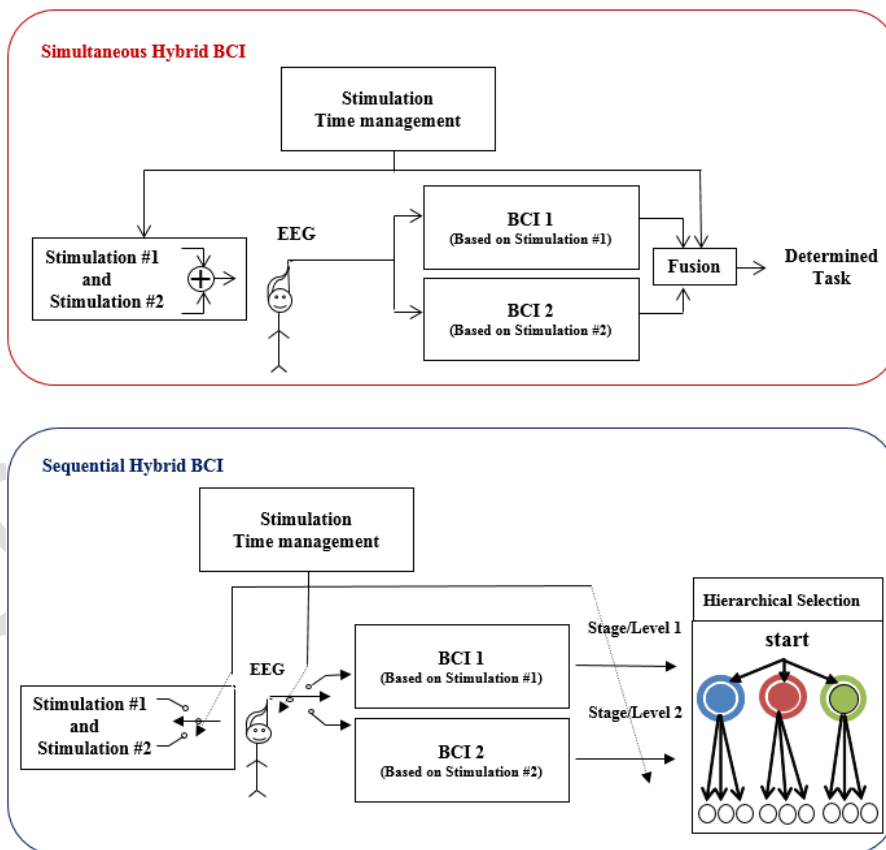 Simultaneous Hybrid BCI
Stimulation
Time management
EEG
BCI 1
(Based on Stimulation #1)
Stimulation #1
and
Stimulation #2
Fusion
Determined
Task
BCI 2
(Based on Stimulation #2)
Sequential Hybrid BCI
Stimulation
Time management
Hierarchical Selection
Stage/Level 1
start
EEG
BCI 1
(Based on Stimulation #1)
Stimulation #1
and
Stimulation #2
Stage/Level 2
BCI 2
(Based on Stimulation #2)